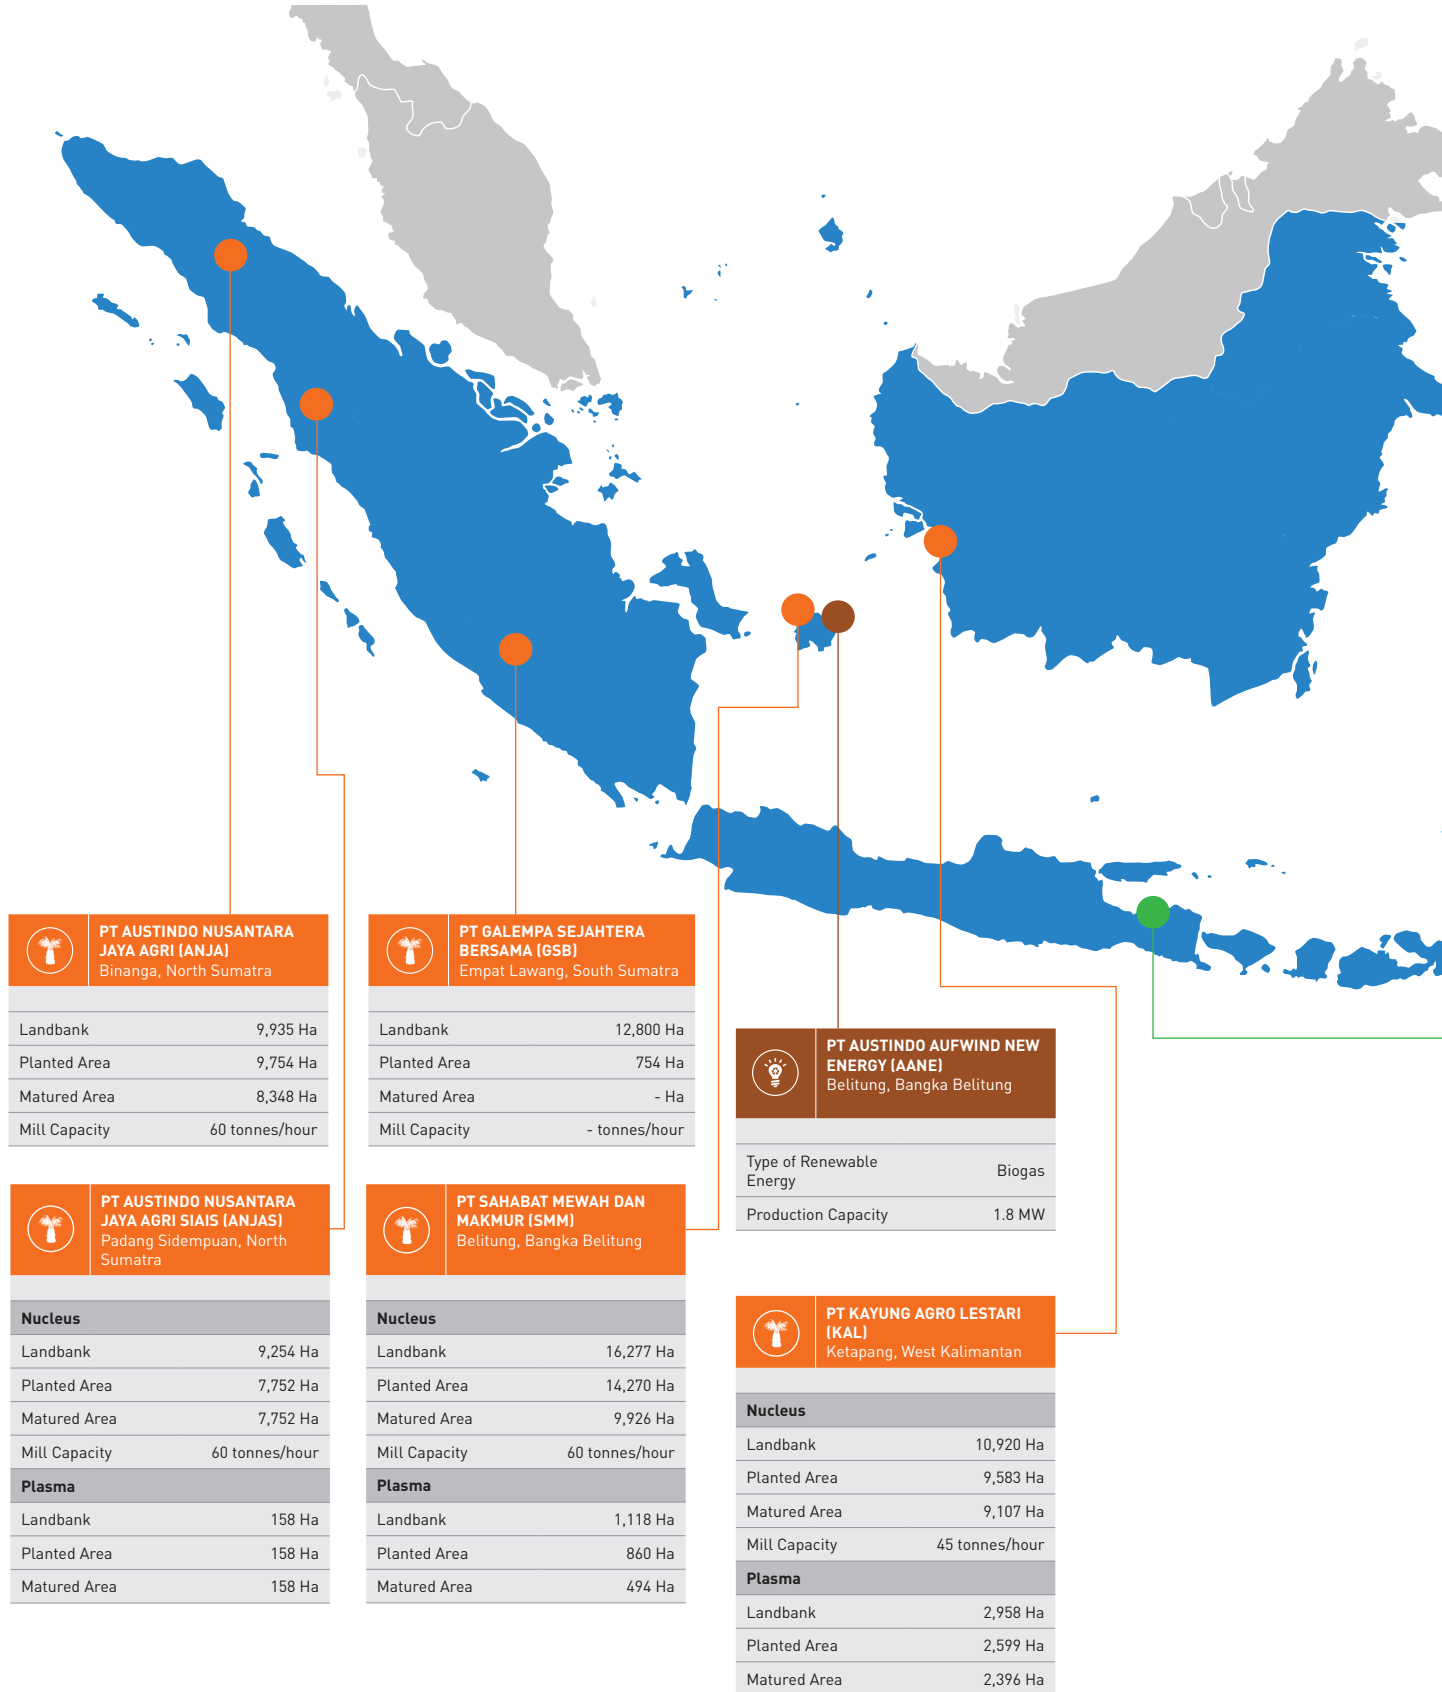 PT AUSTINDO NUSANTARA
JAYA AGRI (ANJA)
Binanga, North Sumatra
Landbank 9,935 Ha
Planted Area 9,754 Ha
Matured Area 8,348 Ha
Mill Capacity 60 tonnes/hour
PT GALEMPA SEJAHTERA
BERSAMA (GSB)
Empat Lawang, South Sumatra
Landbank 12,800 Ha
Planted Area 754 Ha
Matured Area - Ha
Mill Capacity - tonnes/hour
PT AUSTINDO AUFWIND NEW
ENERGY (AANE)
Belitung, Bangka Belitung
Type of Renewable
Energy Biogas
Production Capacity 1.8 MW
PT AUSTINDO NUSANTARA
JAYA AGRI SIAIS (ANJAS)
Padang Sidempuan, North
Sumatra
Nucleus
Landbank 9,254 Ha
Planted Area 7,752 Ha
Matured Area 7,752 Ha
Mill Capacity 60 tonnes/hour
Plasma
Landbank 158 Ha
Planted Area 158 Ha
Matured Area 158 Ha
PT SAHABAT MEWAH DAN
MAKMUR (SMM)
Belitung, Bangka Belitung
Nucleus
Landbank 16,277 Ha
Planted Area 14,270 Ha
Matured Area 9,926 Ha
Mill Capacity 60 tonnes/hour
Plasma
Landbank 1,118 Ha
Planted Area 860 Ha
Matured Area 494 Ha
PT KAYUNG AGRO LESTARI
(KAL)
Ketapang, West Kalimantan
Nucleus
Landbank 10,920 Ha
Planted Area 9,583 Ha
Matured Area 9,107 Ha
Mill Capacity 45 tonnes/hour
Plasma
Landbank 2,958 Ha
Planted Area 2,599 Ha
Matured Area 2,396 Ha